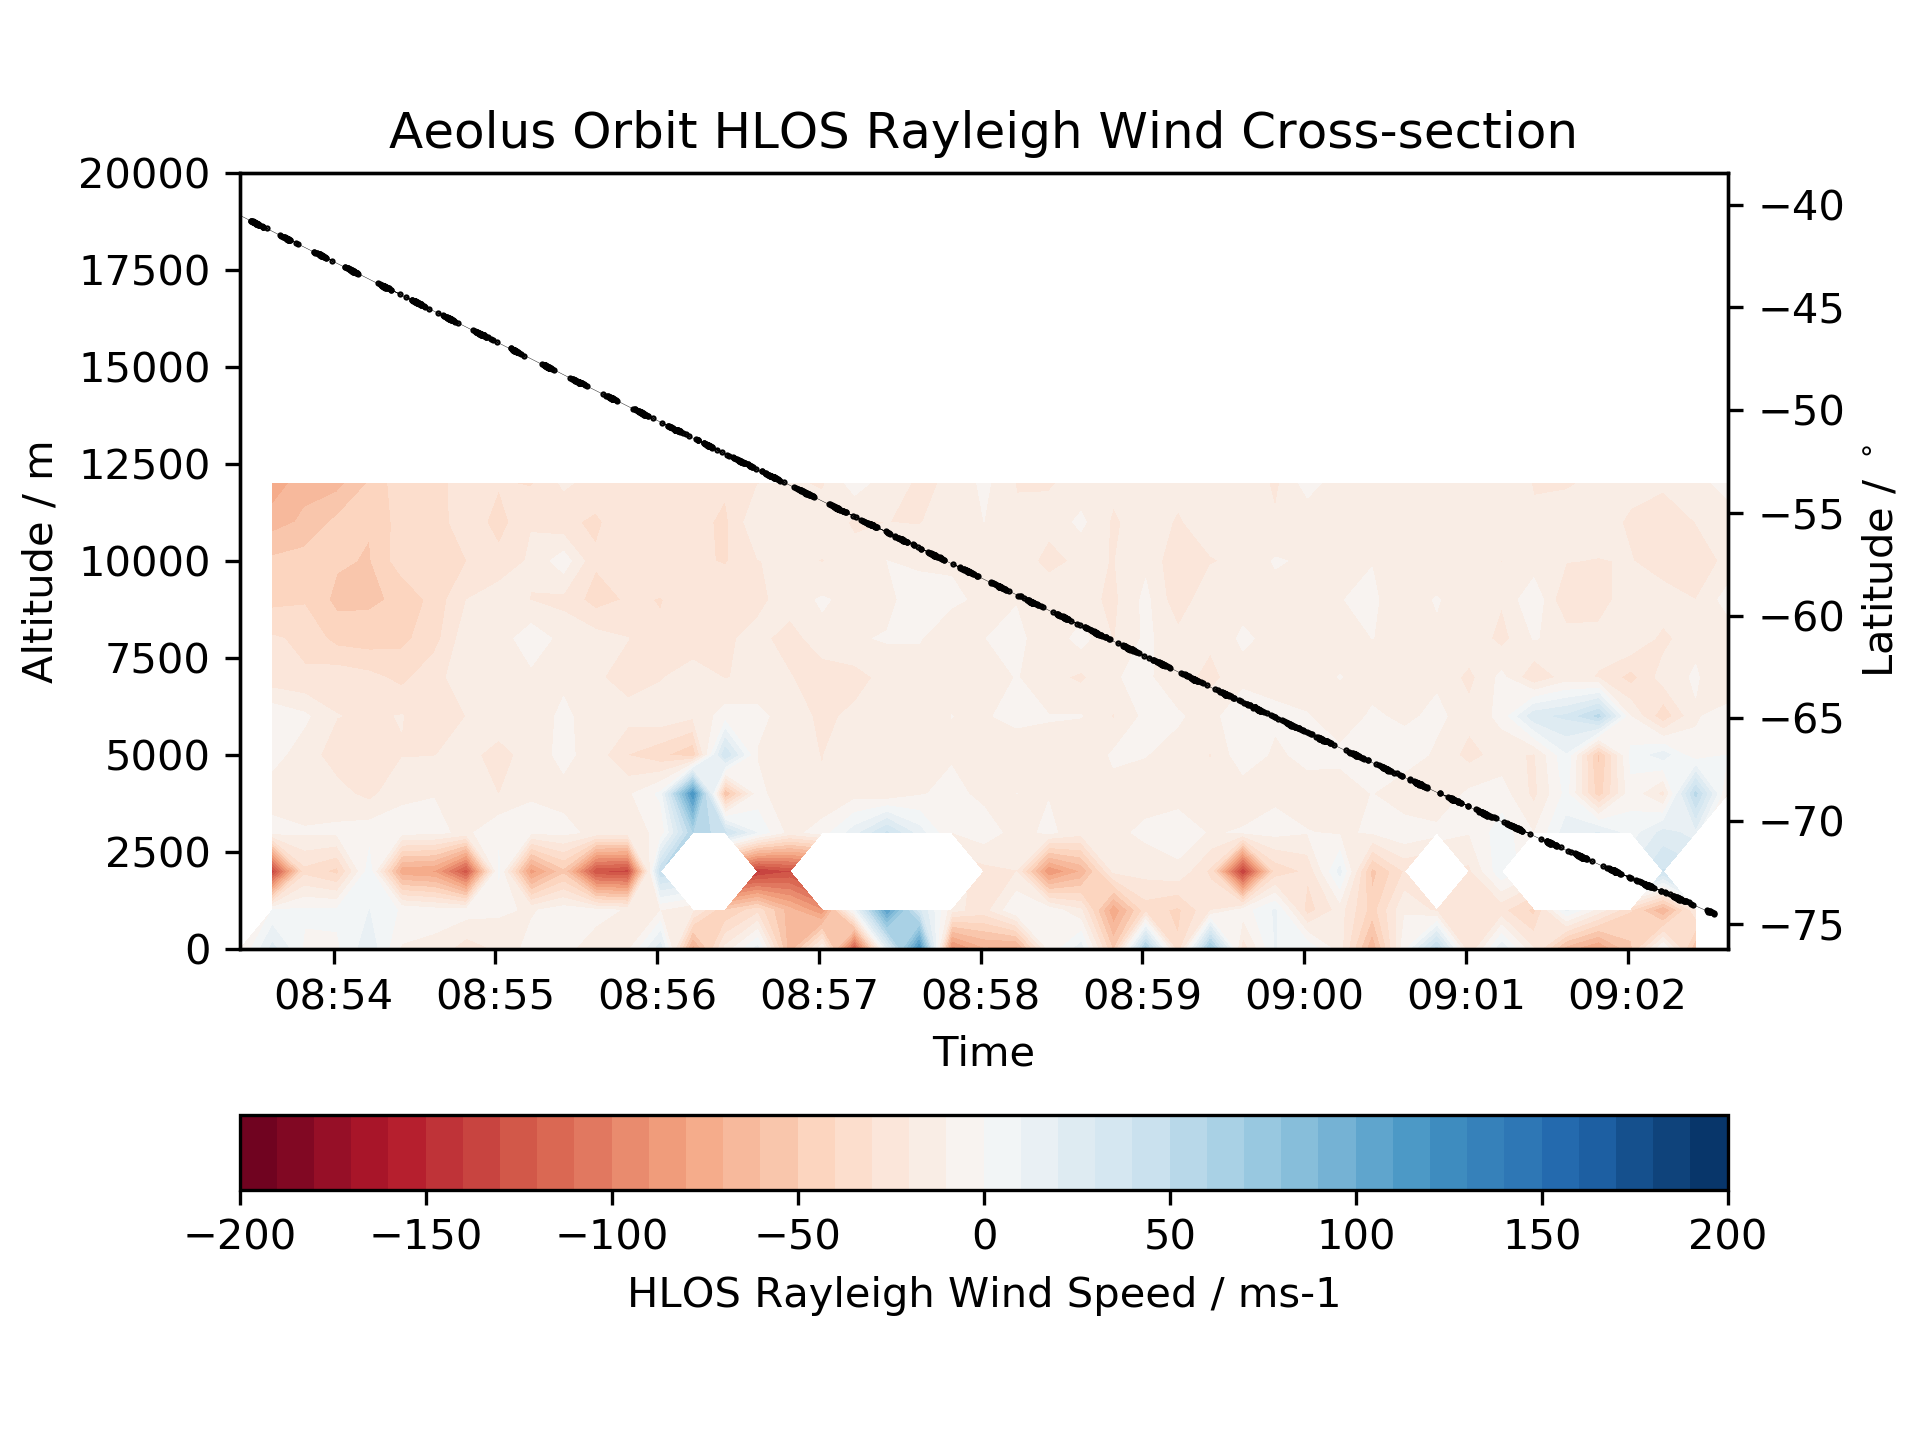 Aeolus Orbit HLOS Rayleigh Wind Cross-section
20000
17500
15000
12500
10000
7500
5000
2500
0
Altitude / m
−40
−45
−50
−55
−60
−65
−70
−75
Latitude / °
08:54 08:55 08:56 08:57 08:58 08:59 09:00 09:01 09:02
Time
−200 −150 −100 −50 0 50 100 150 200
HLOS Rayleigh Wind Speed / ms-1